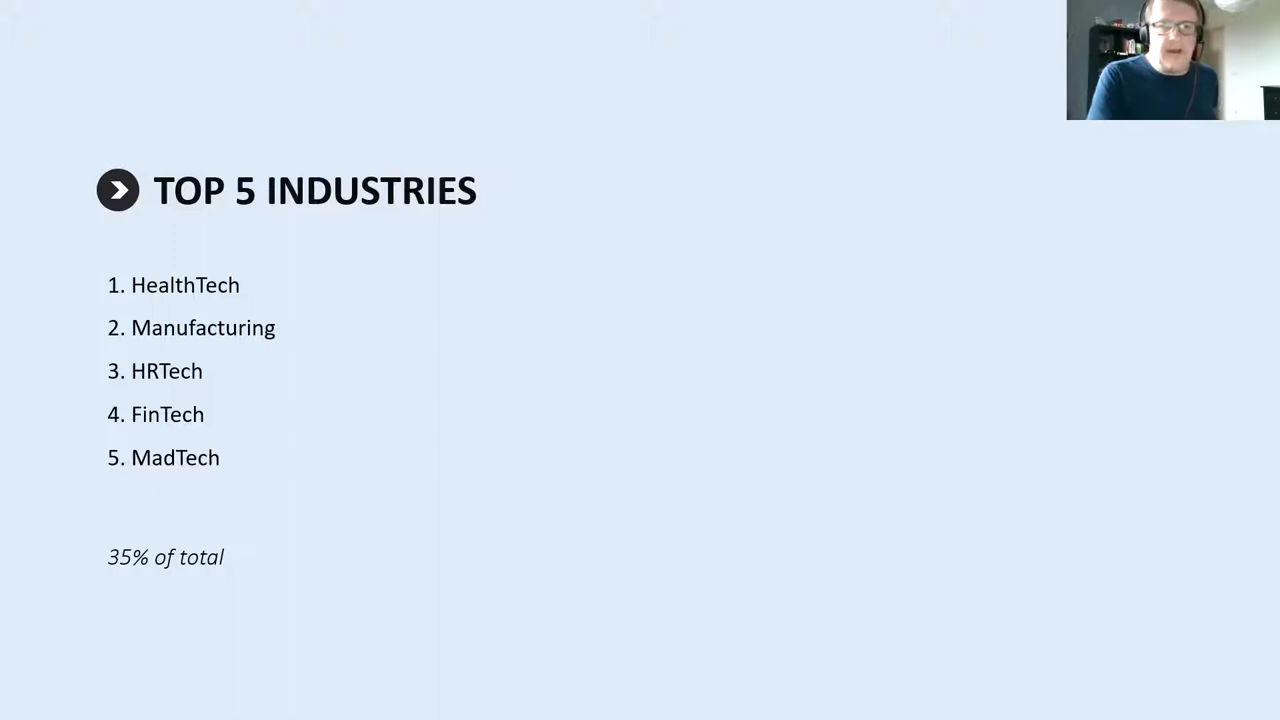 TOP 5 INDUSTRIES
1. HealthTech
2. Manufacturing
3. HRTech
4. FinTech
5. MadTech
35% of total